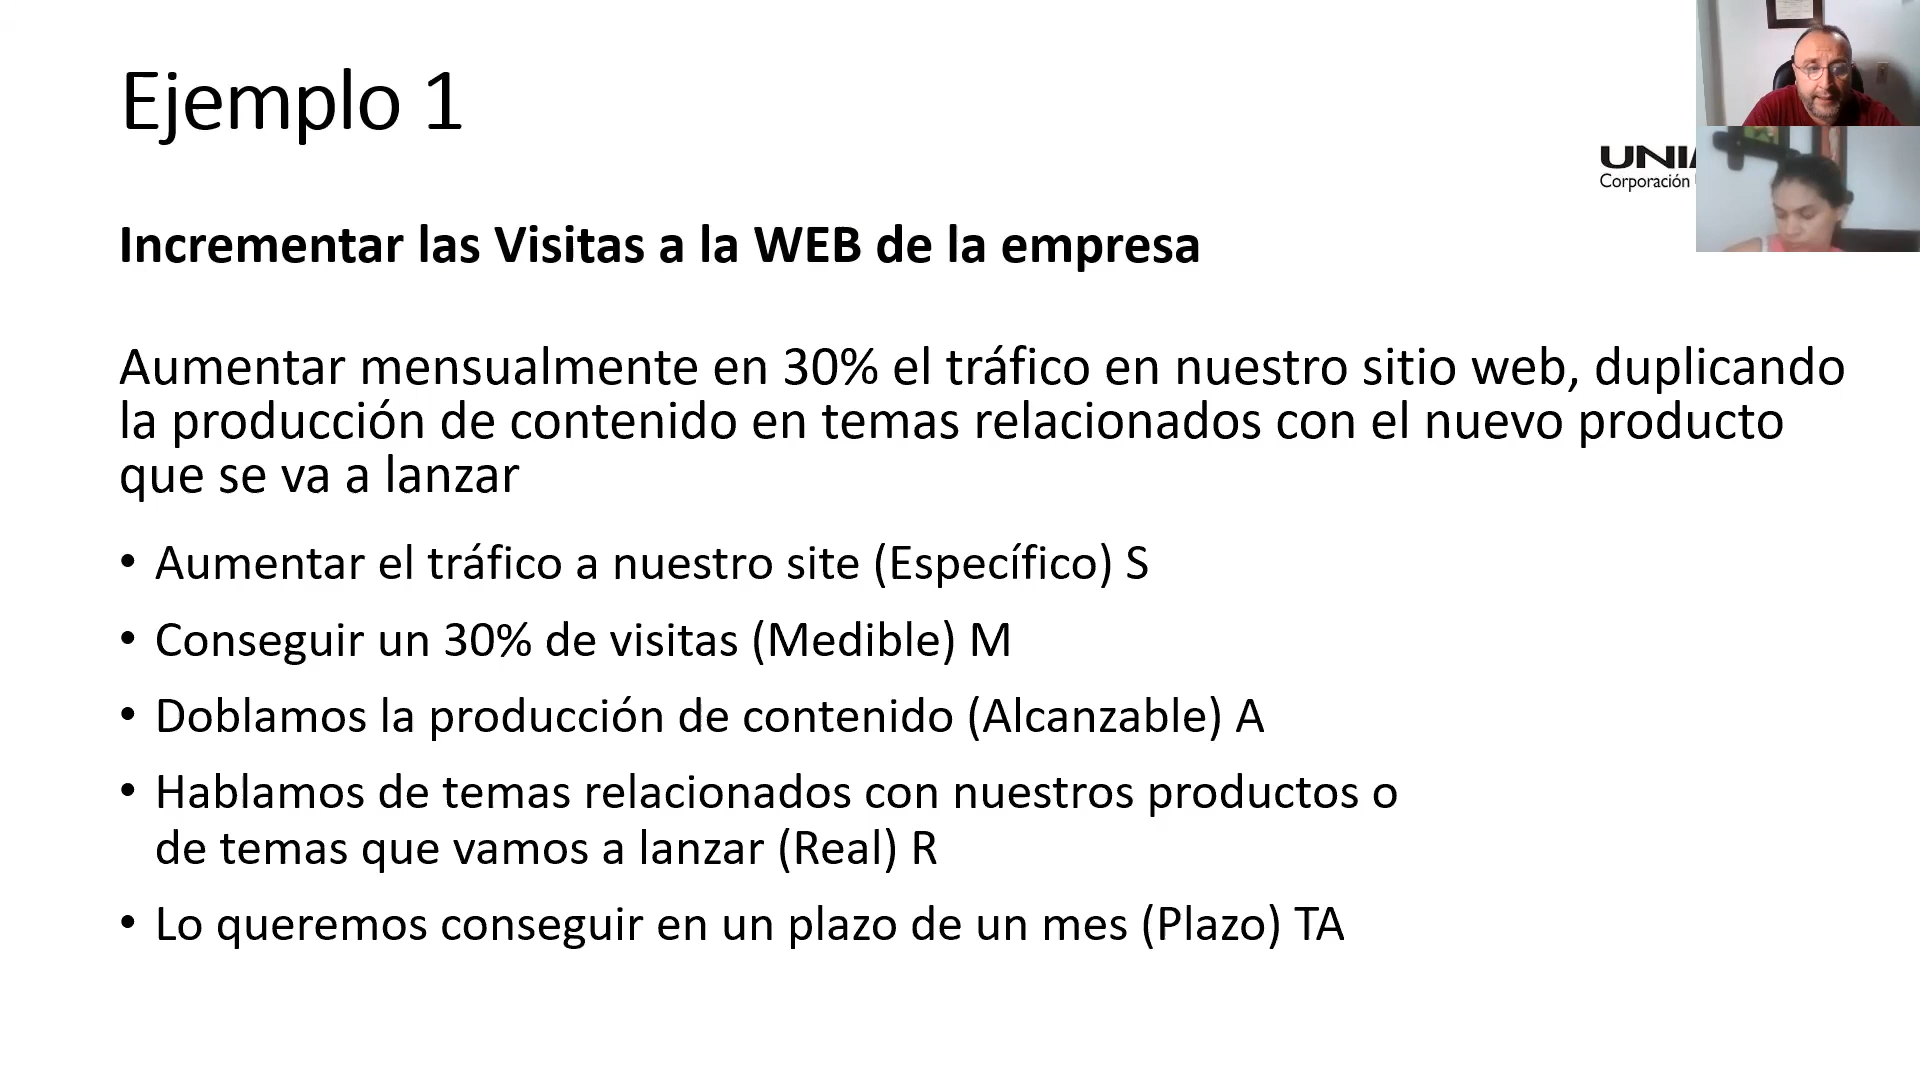 Ejemplo 1
UNI
Corporación
Incrementar las Visitas a la WEB de la empresa
Aumentar mensualmente en 30% el tráfico en nuestro sitio web, duplicando
la producción de contenido en temas relacionados con el nuevo producto
que se va a lanzar
• Aumentar el tráfico a nuestro site (Específico) S
• Conseguir un 30% de visitas (Medible) M
• Doblamos la producción de contenido (Alcanzable) A
• Hablamos de temas relacionados con nuestros productos o
de temas que vamos a lanzar (Real) R
• Lo queremos conseguir en un plazo de un mes (Plazo) TA